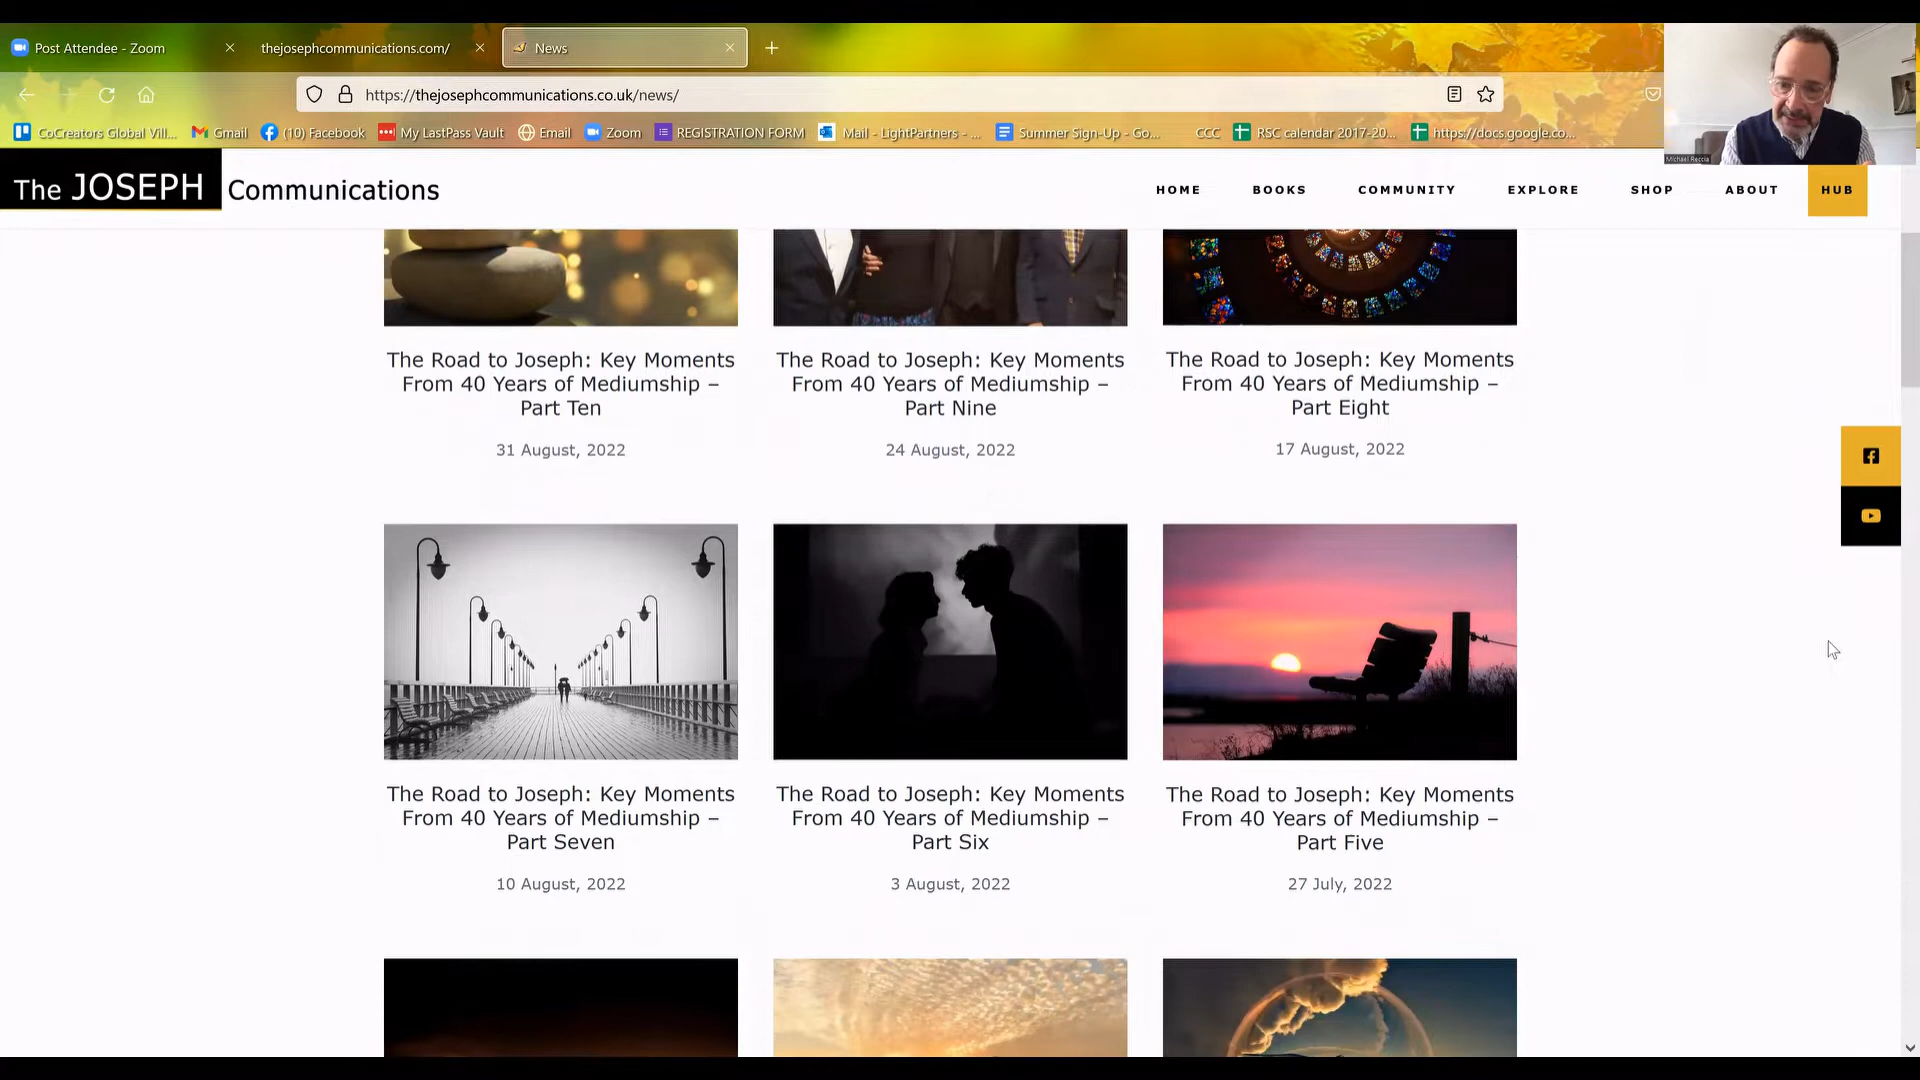 Post Attendee - Zoom
thejosephcommunications.com/
News
https://thejosephcommunications.co.uk/news/
CoCreators Global Vill...
Gmail
(10) Facebook
My LastPass Vault
Email
Zoom
REGISTRATION FORM
Mail - LightPartners - ...
Summer Sign-Up - Go...
CCC
RSC calendar 2017-20...
https://docs.google.co...
Michael Reccia
The JOSEPH Communications
HOME
BOOKS
COMMUNITY
EXPLORE
SHOP
ABOUT
HUB
The Road to Joseph: Key Moments
From 40 Years of Mediumship –
Part Ten
31 August, 2022
The Road to Joseph: Key Moments
From 40 Years of Mediumship –
Part Nine
24 August, 2022
The Road to Joseph: Key Moments
From 40 Years of Mediumship –
Part Eight
17 August, 2022
The Road to Joseph: Key Moments
From 40 Years of Mediumship –
Part Seven
10 August, 2022
The Road to Joseph: Key Moments
From 40 Years of Mediumship –
Part Six
3 August, 2022
The Road to Joseph: Key Moments
From 40 Years of Mediumship –
Part Five
27 July, 2022